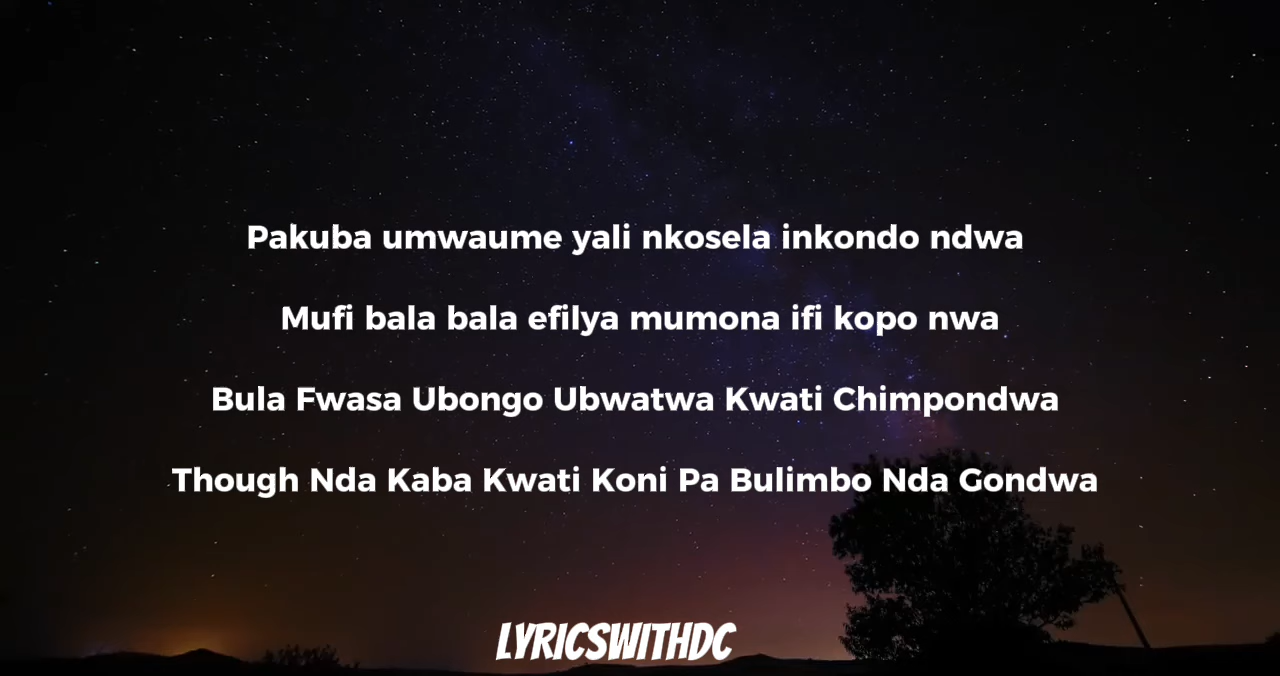 Pakuba umwaume yali nkosela inkondo ndwa
Mufi bala bala efilya mumona ifi kopo nwa
Bula Fwasa Ubongo Ubwatwa Kwati Chimpondwa
Though Nda Kaba Kwati Koni Pa Bulimbo Nda Gondwa
LYRICSWITHDC